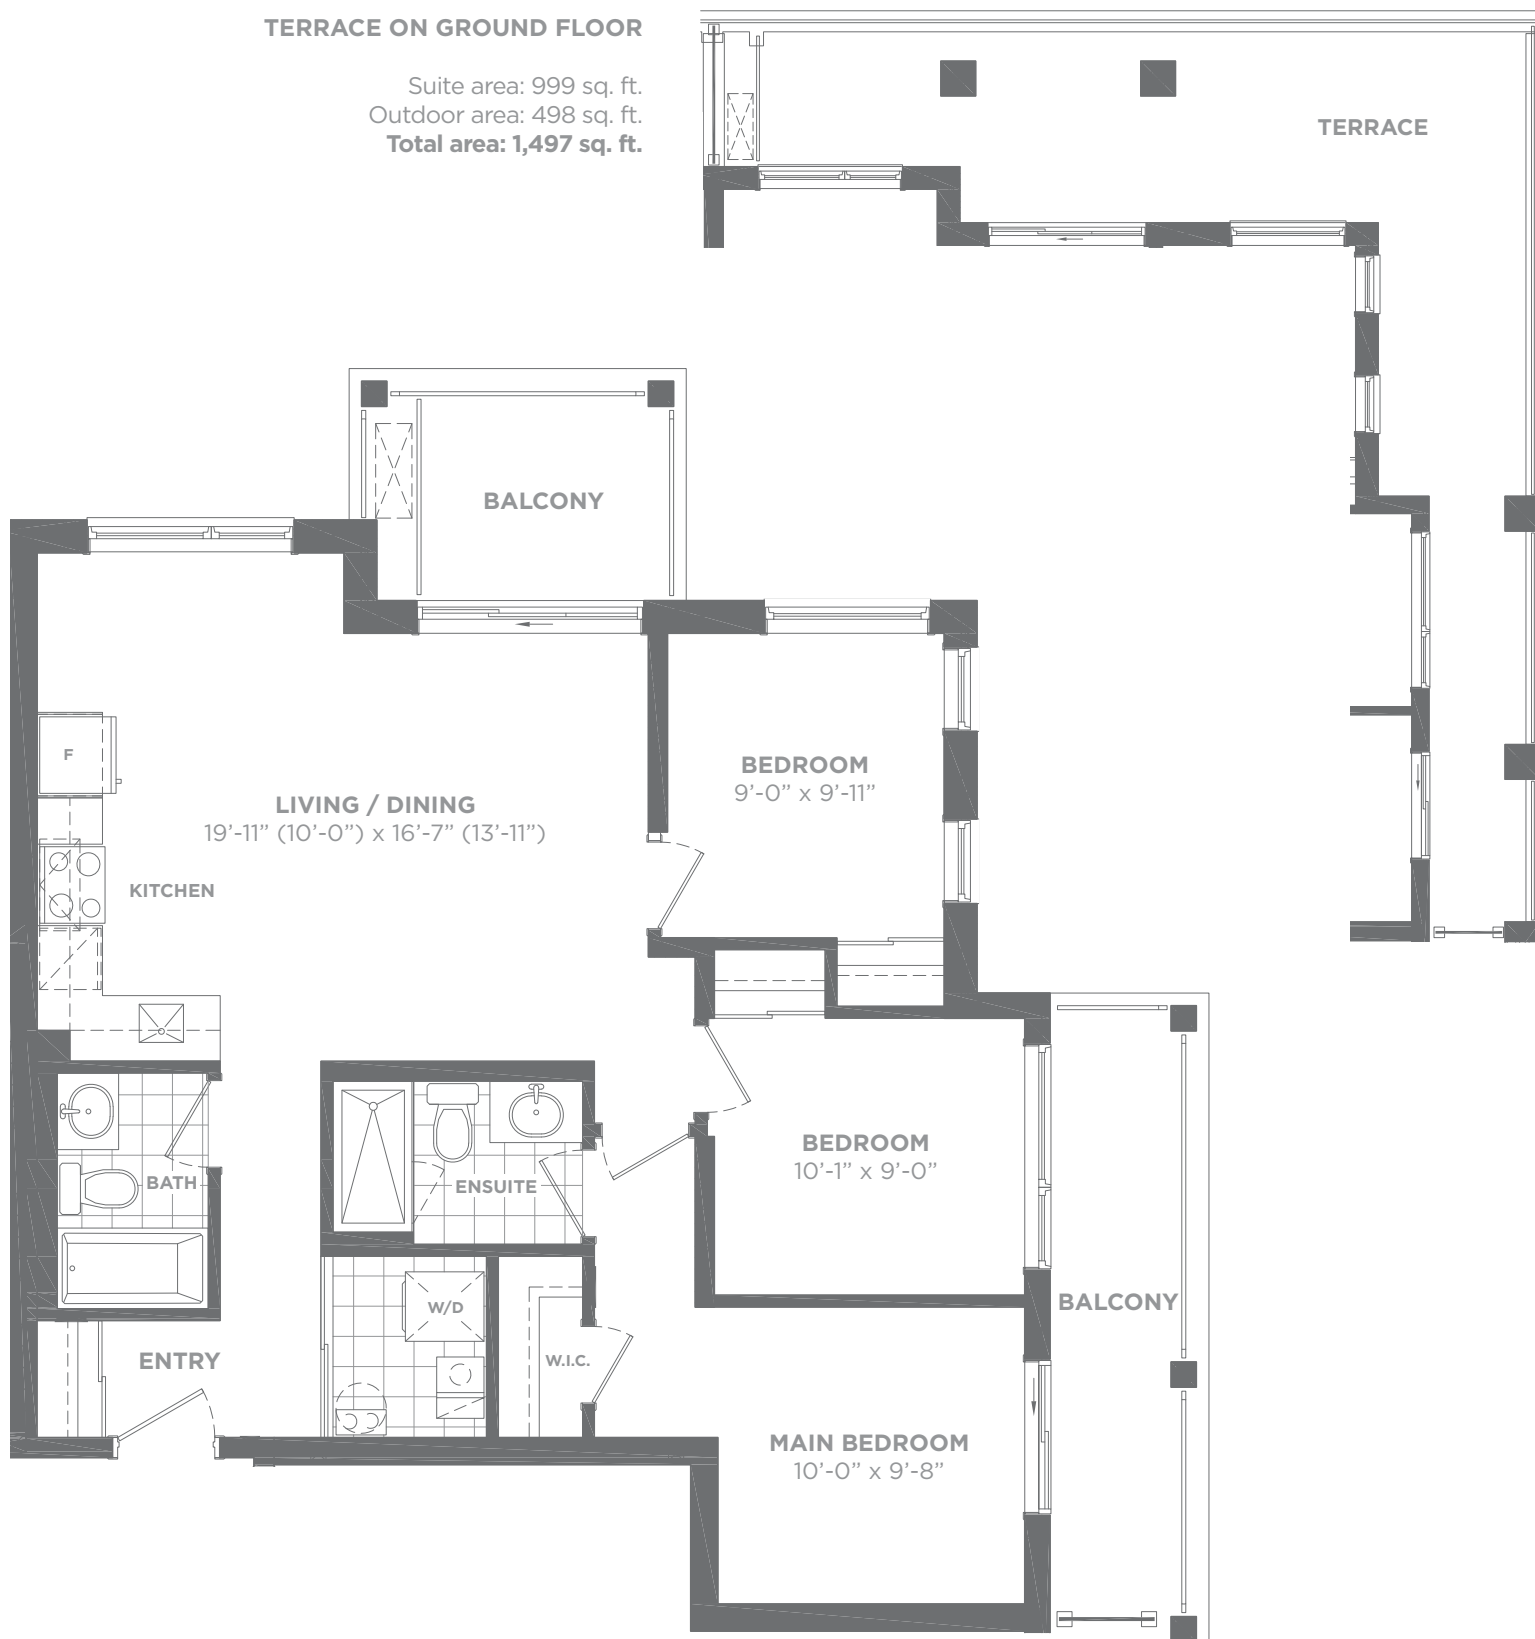 TERRACE ON GROUND FLOOR
Suite area: 999 sq. ft.
Outdoor area: 498 sq. ft.
Total area: 1,497 sq. ft.
TERRACE
BALCONY
F
BEDROOM
9’-0” x 9’-11”
LIVING / DINING
19’-11” (10’-0”) x 16’-7” (13’-11”)
KITCHEN
BEDROOM
10’-1” x 9’-0”
BATH
ENSUITE
BALCONY
W/D
ENTRY
W.I.C.
MAIN BEDROOM
10’-0” x 9’-8”